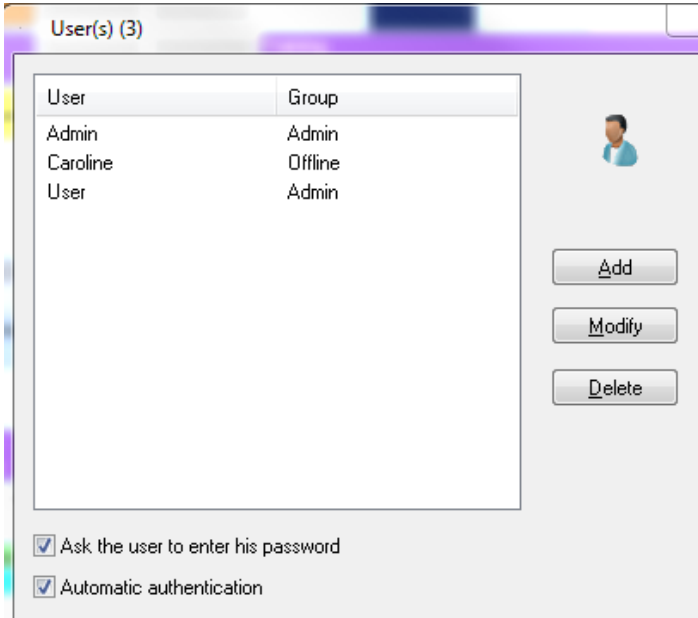 User(s) (3)
User Group
Admin Admin
Caroline Offline
User Admin
Add
Modify
Delete
Ask the user to enter his password
Automatic authentication